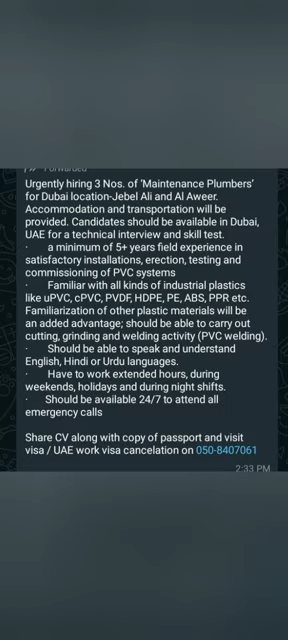 Forwarded
Urgently hiring 3 Nos. of 'Maintenance Plumbers'
for Dubai location-Jebel Ali and Al Aweer.
Accommodation and transportation will be
provided. Candidates should be available in Dubai,
UAE for a technical interview and skill test.
· a minimum of 5+ years field experience in
satisfactory installations, erection, testing and
commissioning of PVC systems
· Familiar with all kinds of industrial plastics
like uPVC, cPVC, PVDF, HDPE, PE, ABS, PPR etc.
Familiarization of other plastic materials will be
an added advantage; should be able to carry out
cutting, grinding and welding activity (PVC welding).
· Should be able to speak and understand
English, Hindi or Urdu languages.
· Have to work extended hours, during
weekends, holidays and during night shifts.
· Should be available 24/7 to attend all
emergency calls
Share CV along with copy of passport and visit
visa / UAE work visa cancelation on 050-8407061
2:33 PM